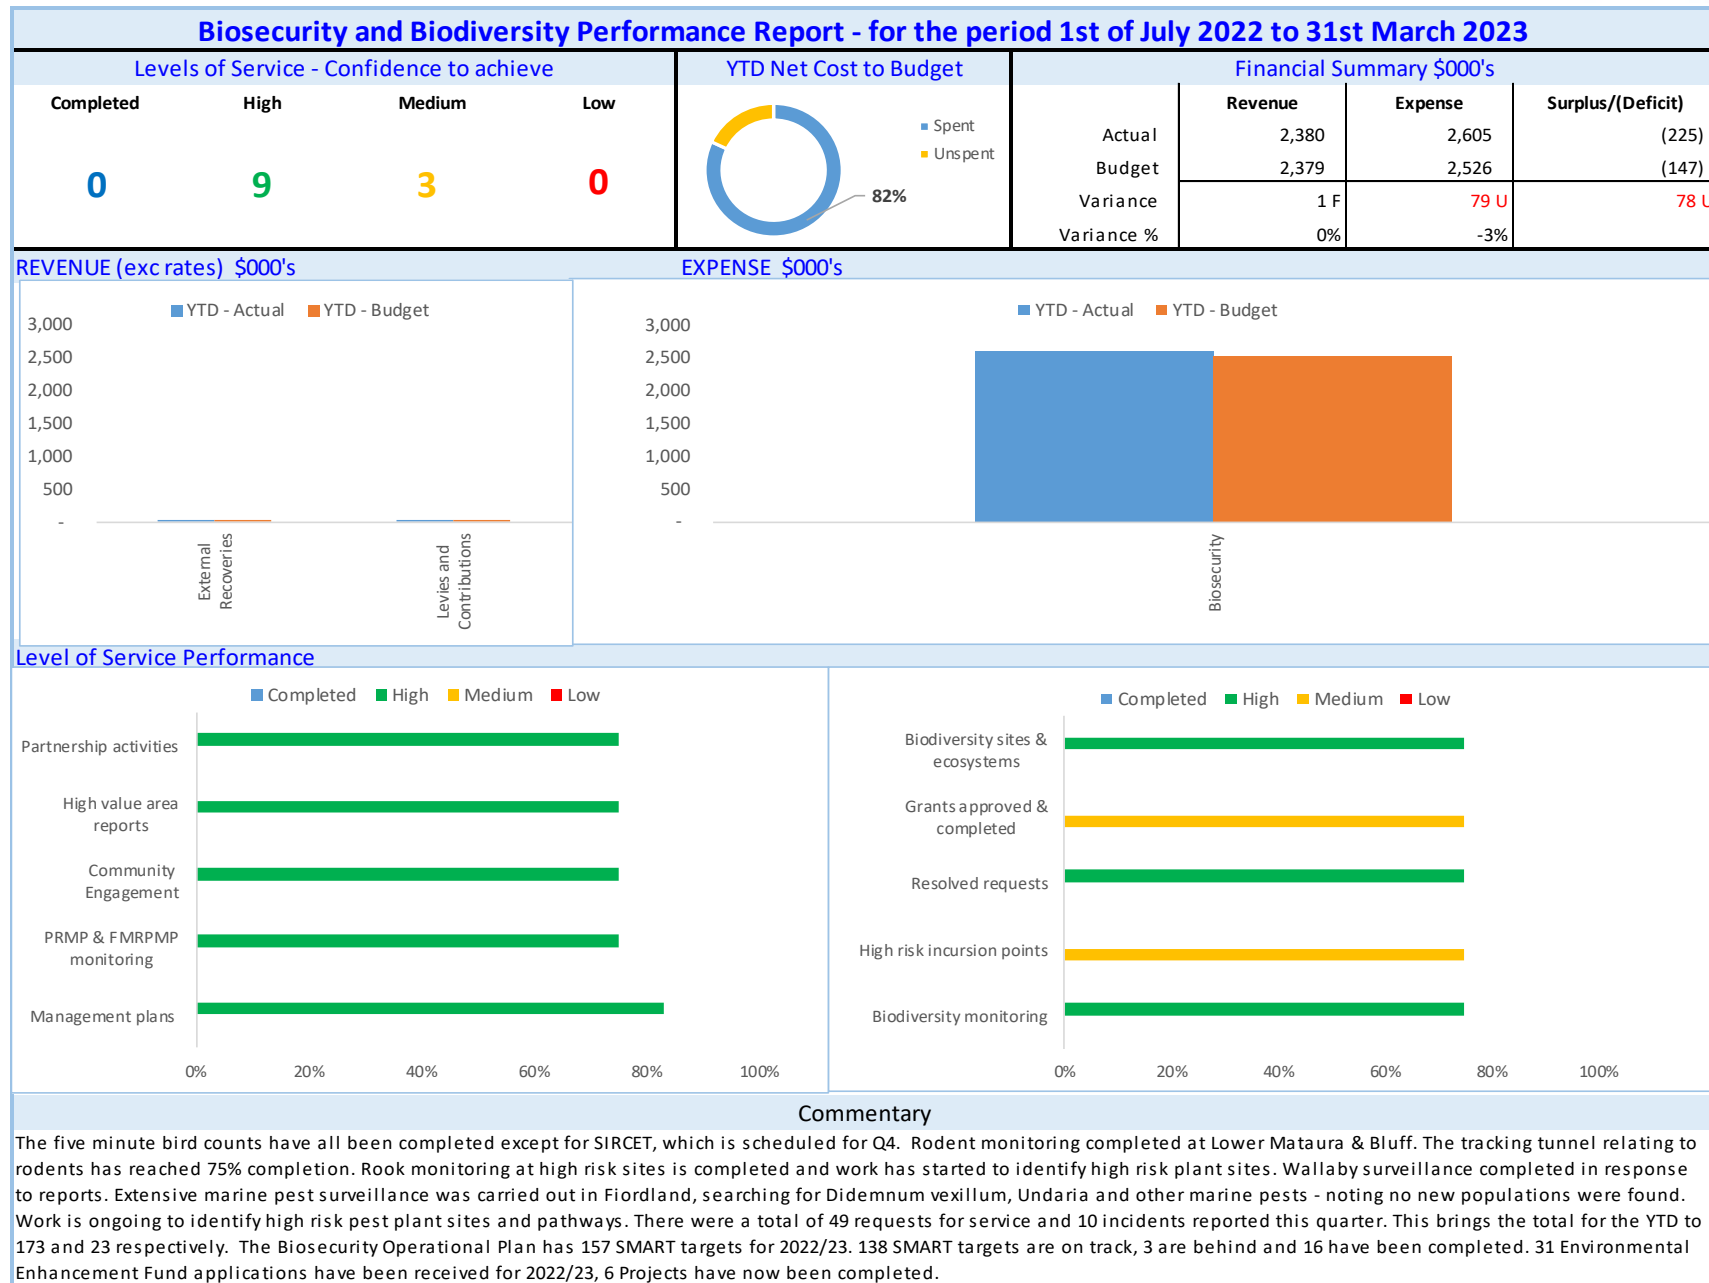 Biosecurity and Biodiversity Performance Report - for the period 1st of July 2022 to 31st March 2023
Levels of Service - Confidence to achieve
Completed High Medium Low
0 9 3 0
YTD Net Cost to Budget
Spent
Unspent
82%
Financial Summary $000's
Revenue Expense Surplus/(Deficit)
Actual 2,380 2,605 (225)
Budget 2,379 2,526 (147)
Variance 1 F 79 U 78 U
Variance % 0% -3%
REVENUE (exc rates) $000's
YTD - Actual YTD - Budget
3,000
2,500
2,000
1,500
1,000
500
-
External
Recoveries
Levies and
Contributions
EXPENSE $000's
YTD - Actual YTD - Budget
3,000
2,500
2,000
1,500
1,000
500
-
Biosecurity
Level of Service Performance
Completed High Medium Low
Partnership activities
High value area
reports
Community
Engagement
PRMP & FMRPMP
monitoring
Management plans
0% 20% 40% 60% 80% 100%
Completed High Medium Low
Biodiversity sites &
ecosystems
Grants approved &
completed
Resolved requests
High risk incursion points
Biodiversity monitoring
0% 20% 40% 60% 80% 100%
Commentary
The five minute bird counts have all been completed except for SIRCET, which is scheduled for Q4. Rodent monitoring completed at Lower Mataura & Bluff. The tracking tunnel relating to
rodents has reached 75% completion. Rook monitoring at high risk sites is completed and work has started to identify high risk plant sites. Wallaby surveillance completed in response
to reports. Extensive marine pest surveillance was carried out in Fiordland, searching for Didemnum vexillum, Undaria and other marine pests - noting no new populations were found.
Work is ongoing to identify high risk pest plant sites and pathways. There were a total of 49 requests for service and 10 incidents reported this quarter. This brings the total for the YTD to
173 and 23 respectively. The Biosecurity Operational Plan has 157 SMART targets for 2022/23. 138 SMART targets are on track, 3 are behind and 16 have been completed. 31 Environmental
Enhancement Fund applications have been received for 2022/23, 6 Projects have now been completed.